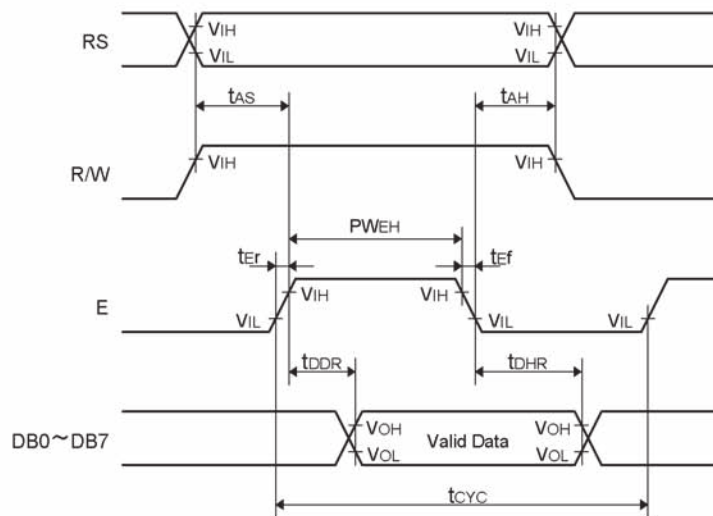 RS
VIH
VIH
VIL
VIL
tAS
tAH
R/W
VIH
VIH
PWEH
tEr
tEf
E
VIH
VIH
VIL
VIL
VIL
tDDR
tDHR
DB0～DB7
VOH
VOL
Valid Data
VOH
VOL
tCYC